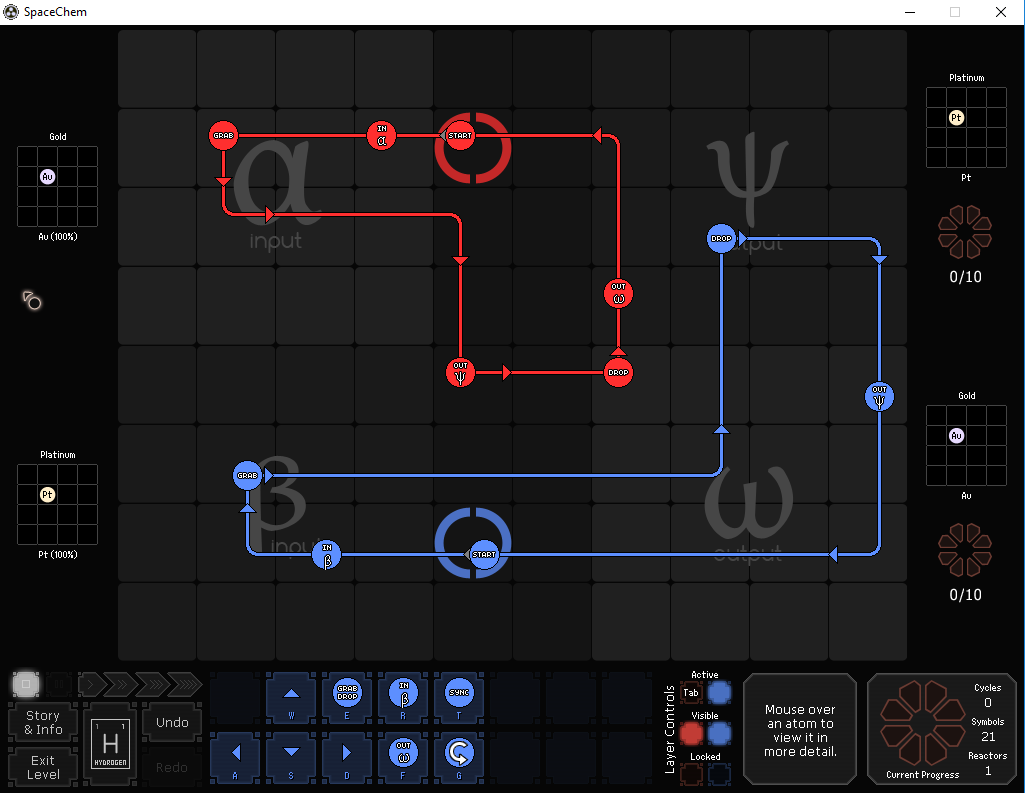 SpaceChem
Gold
Au
Au (100%)
Platinum
Pt
Pt (100%)
GRAB
IN
α
START
α
input
OUT
ψ
DROP
OUT
ω
ψ
output
DROP
OUT
ψ
GRAB
β
input
IN
β
START
ω
output
Platinum
Pt
Pt
0/10
Gold
Au
Au
0/10
Story
& Info
Exit
Level
1
H
HYDROGEN
Undo
Redo
W
GRAB
DROP
E
IN
β
R
SYNC
T
A
S
D
OUT
ω
F
G
Layer Controls
Active
Tab
Visible
Locked
Mouse over
an atom to
view it in
more detail.
Current Progress
Cycles
0
Symbols
21
Reactors
1